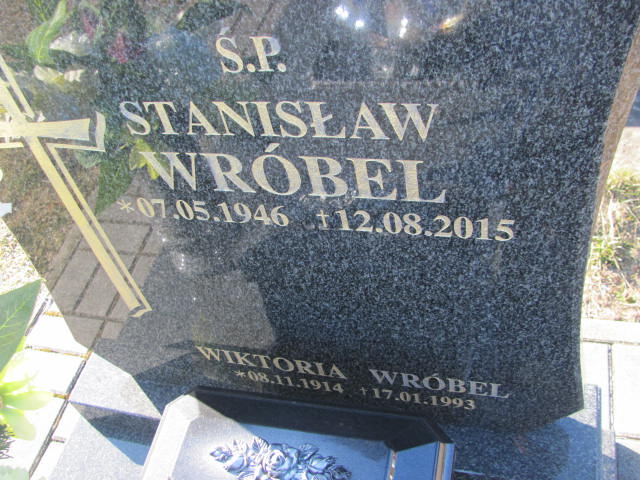 Ś.P.
STANISŁAW
WRÓBEL
*07.05.1946 †12.08.2015
WIKTORIA WRÓBEL
*08.11.1914 †17.01.1993